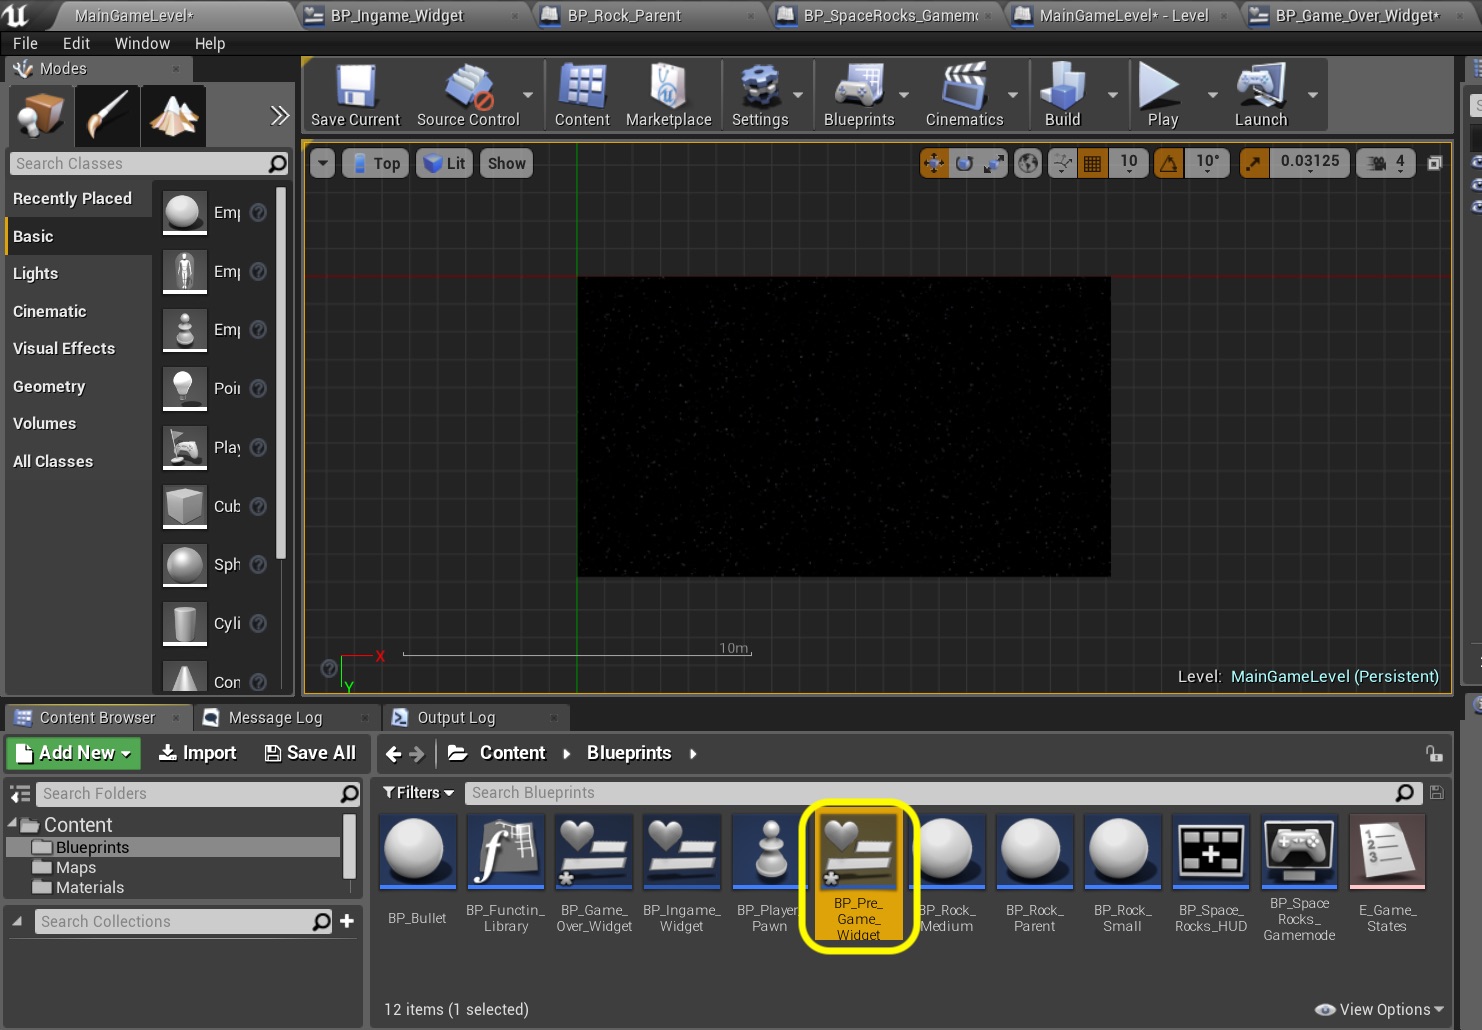 MainGameLevel*
BP_Ingame_Widget
BP_Rock_Parent
BP_SpaceRocks_Gamem
MainGameLevel* - Level
BP_Game_Over_Widget*
File Edit Window Help
Modes
Save Current
Source Control
Content
Marketplace
Settings
Blueprints
Cinematics
Build
Play
Launch
Search Classes
Top
Lit
Show
10
10°
0.03125
4
Recently Placed
Basic
Lights
Cinematic
Visual Effects
Geometry
Volumes
All Classes
Emp
Emp
Emp
Poi
Play
Cub
Sph
Cyli
Con
10m
X
Y
Level: MainGameLevel (Persistent)
Content Browser
Message Log
Output Log
Add New
Import
Save All
Content
Blueprints
Search Folders
Content
Blueprints
Maps
Materials
Search Collections
Filters
Search Blueprints
BP_Bullet
BP_Functin_
Library
BP_Game_
Over_Widget
BP_Ingame_
Widget
BP_Player
Pawn
BP_Pre_
Game_
Widget
BP_Rock_
Medium
BP_Rock_
Parent
BP_Rock_
Small
BP_Space_
Rocks_HUD
BP_Space
Rocks_
Gamemode
E_Game_
States
12 items (1 selected)
View Options